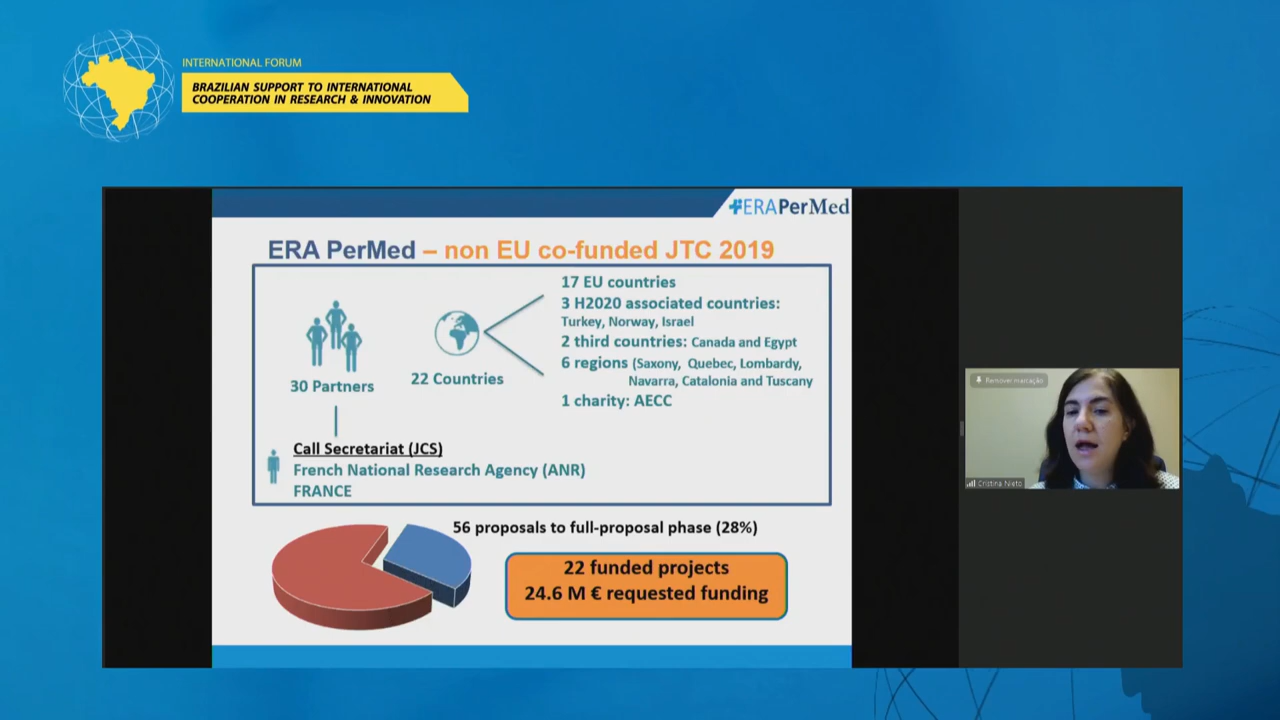 INTERNATIONAL FORUM
BRAZILIAN SUPPORT TO INTERNATIONAL
COOPERATION IN RESEARCH & INNOVATION
ERAPerMed
ERA PerMed – non EU co-funded JTC 2019
30 Partners
22 Countries
17 EU countries
3 H2020 associated countries:
Turkey, Norway, Israel
2 third countries: Canada and Egypt
6 regions (Saxony, Quebec, Lombardy,
Navarra, Catalonia and Tuscany
1 charity: AECC
Call Secretariat (JCS)
French National Research Agency (ANR)
FRANCE
56 proposals to full-proposal phase (28%)
22 funded projects
24.6 M € requested funding
Remover marcação
Cristina Nieto